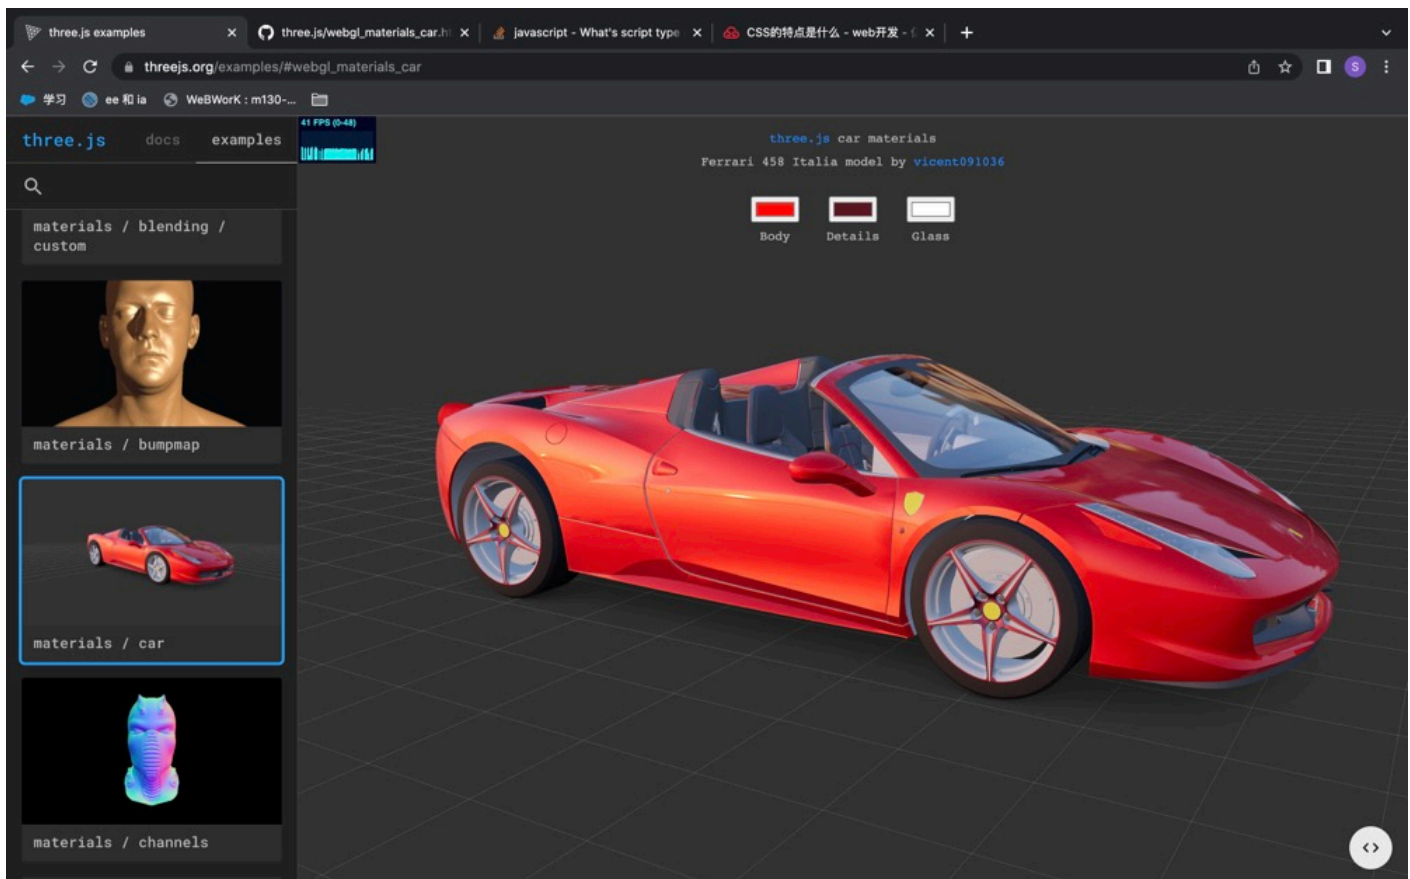 three.js examples
three.js/webgl_materials_car.h
javascript - What's script type
CSS的特点是什么 - web开发 -
threejs.org/examples/#webgl_materials_car
S
学习
ee 和 ia
WeBWorK : m130-...
three.js
docs
examples
41 FPS (0-48)
three.js car materials
Ferrari 458 Italia model by vicent091036
Body
Details
Glass
materials / blending /
custom
materials / bumpmap
materials / car
materials / channels